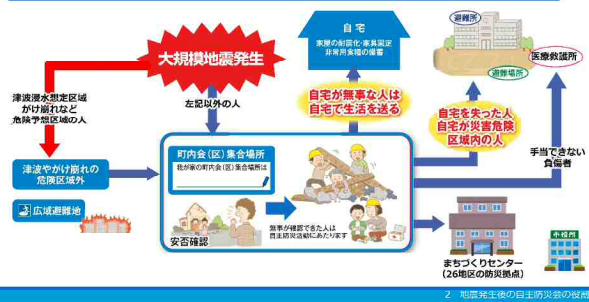 大規模地震発生
自宅
家屋の耐震化・家具固定
非常用食糧の備蓄
避難所
医療救護所
避難場所
津波浸水想定区域
がけ崩れなど
危険予想区域の人
左記以外の人
自宅が無事な人は
自宅で生活を送る
自宅を失った人
自宅が災害危険
区域内の人
手当できない
負傷者
津波やがけ崩れの
危険区域外
広域避難地
町内会(区)集合場所
我が家の町内会(区)集合場所は
安否確認
無事が確認できた人は
自主防災活動にあたります
まちづくりセンター
(26地区の防災拠点)
市役所
2 地震発生後の自主防災会の役割